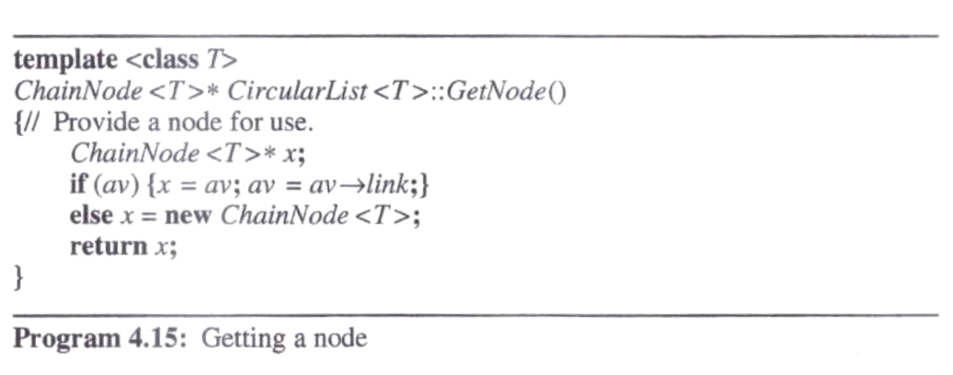 template <class T>
ChainNode <T>* CircularList <T>::GetNode()
{// Provide a node for use.
ChainNode <T>* x;
if (av) {x = av; av = av→link;}
else x = new ChainNode <T>;
return x;
}
Program 4.15: Getting a node